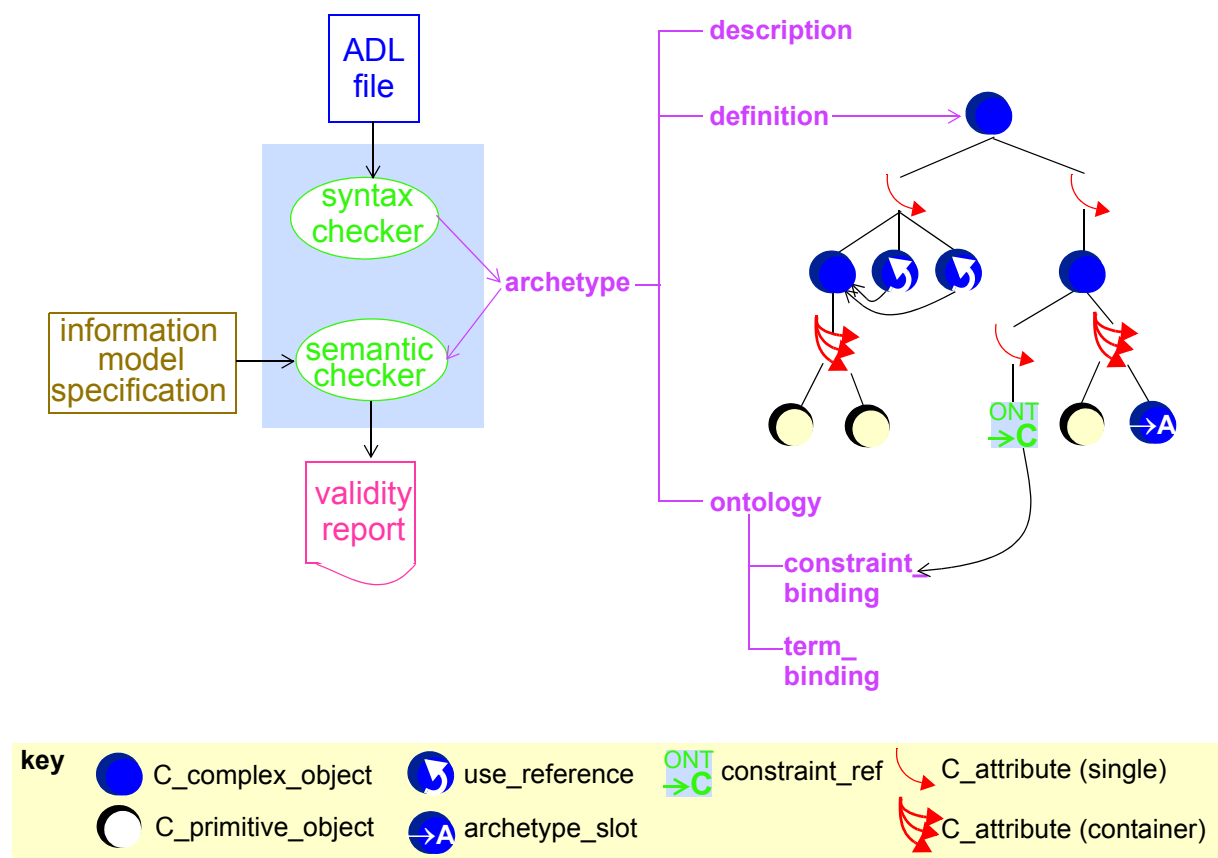 ADL
file
syntax
checker
information
model
specification
semantic
checker
validity
report
archetype
description
definition
ONT
→C
→A
ontology
constraint_
binding
term_
binding
key
C_complex_object
use_reference
ONT
→C
constraint_ref
C_attribute (single)
C_primitive_object
→A
archetype_slot
C_attribute (container)